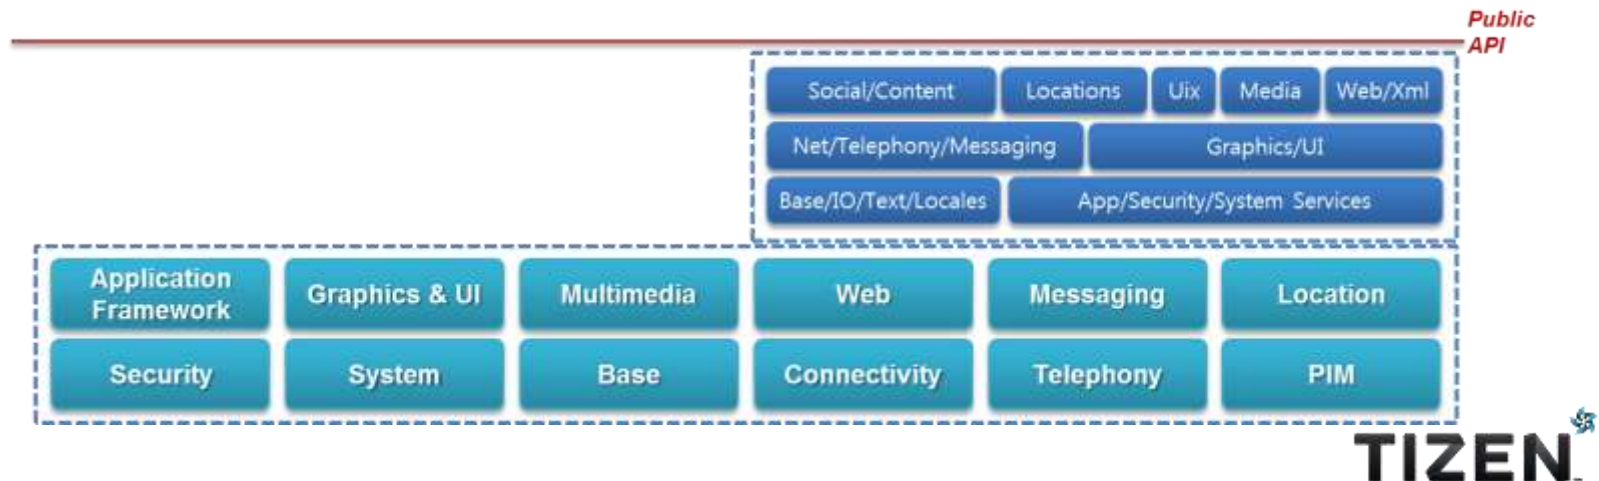 Public
API
Social/Content
Locations
Uix
Media
Web/Xml
Net/Telephony/Messaging
Graphics/UI
Base/IO/Text/Locales
App/Security/System Services
Application
Framework
Graphics & UI
Multimedia
Web
Messaging
Location
Security
System
Base
Connectivity
Telephony
PIM
TIZEN